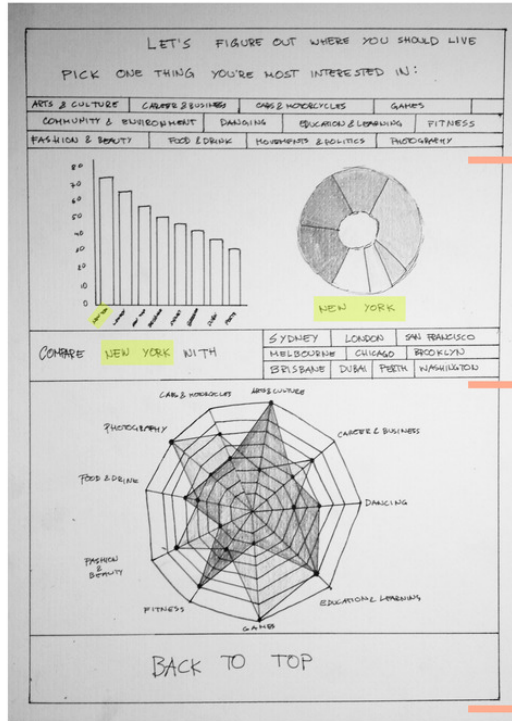 LET'S FIGURE OUT WHERE YOU SHOULD LIVE
PICK ONE THING YOU'RE MOST INTERESTED IN:
ARTS & CULTURE CAREER & BUSINESS CARS & MOTORCYCLES GAMES
COMMUNITY & ENVIRONMENT DANCING EDUCATION & LEARNING FITNESS
FASHION & BEAUTY FOOD & DRINK MOVEMENTS & POLITICS PHOTOGRAPHY
80
70
60
50
40
30
20
10
0
NEW YORK
NEW YORK
COMPARE NEW YORK WITH
SYDNEY LONDON SAN FRANCISCO
MELBOURNE CHICAGO BROOKLYN
BRISBANE DUBAI PERTH WASHINGTON
CARS & MOTORCYCLES
ARTS & CULTURE
PHOTOGRAPHY
CAREER & BUSINESS
FOOD & DRINK
DANCING
FASHION
&
BEAUTY
EDUCATION & LEARNING
FITNESS
GAMES
BACK TO TOP